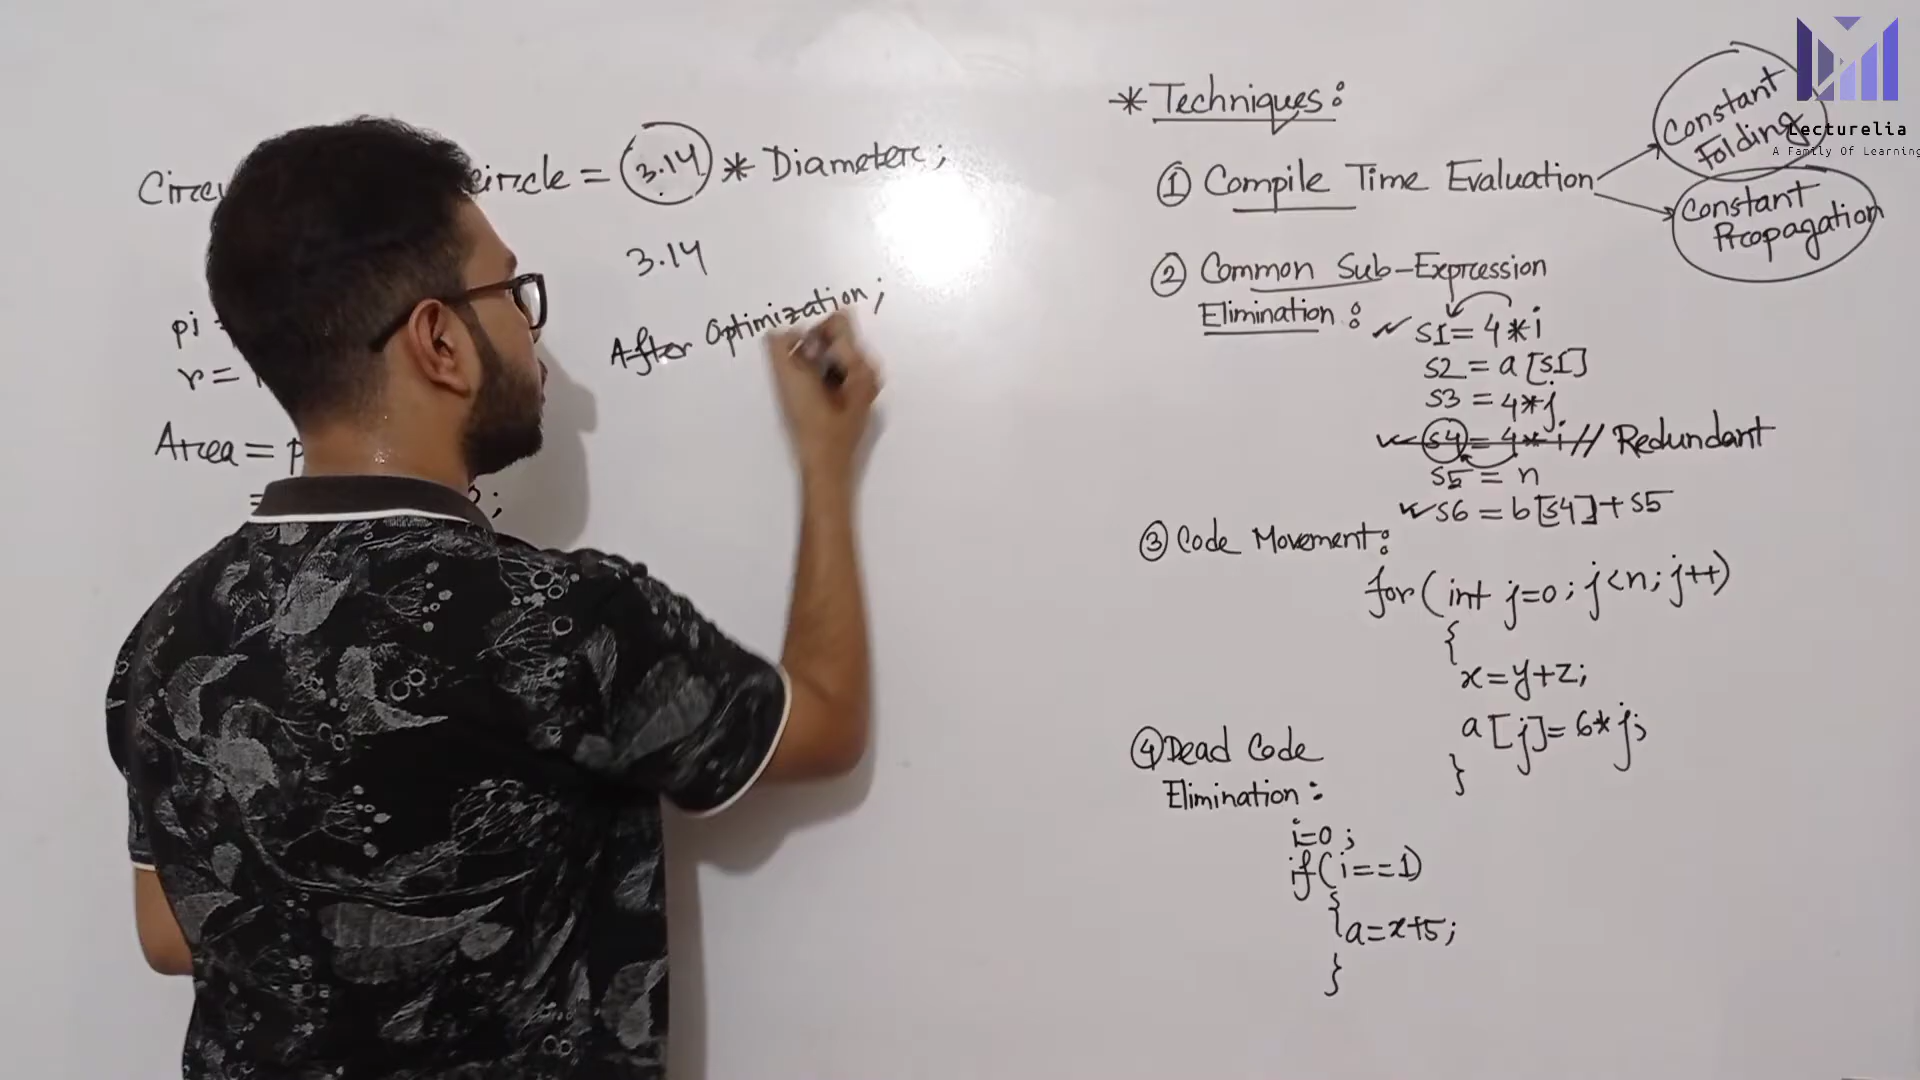 circle = 3.14 * Diameter;
3.14
pi
r =
Area = p
=
;
After Optimization;
* Techniques:
① Compile Time Evaluation
Constant Folding
Constant Propagation
② Common Sub-Expression
Elimination:
s1 = 4*i
s2 = a[s1]
s3 = 4*j
s4 = 4*i // Redundant
s5 = n
s6 = b[s4]+s5
③ Code Movement:
for(int j=0; j<n; j++)
{
x=y+z;
a[j]=6*j;
}
④ Dead Code
Elimination:
i=0;
if(i==1)
{
a=x+5;
}
Lecturelia
A Family Of Learning